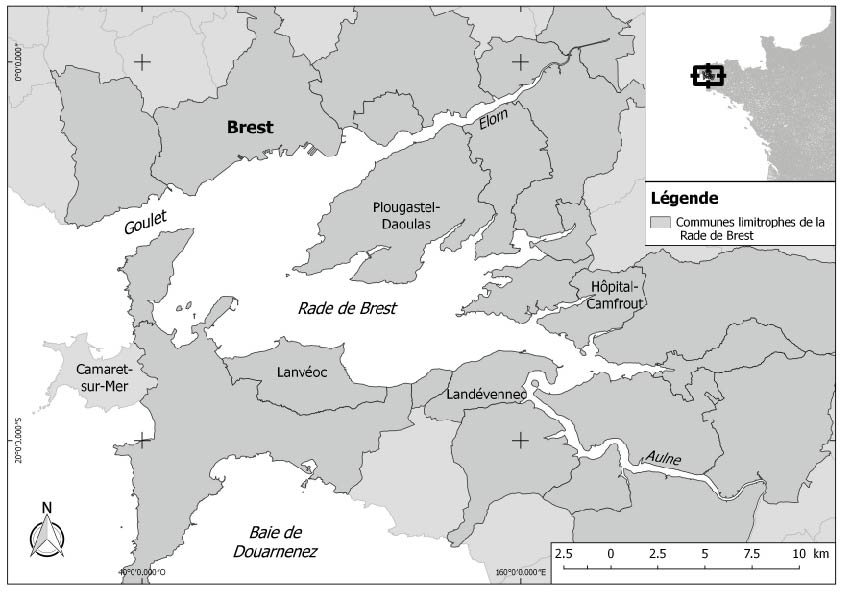 0°0'0.000"
Brest
Elorn
Goulet
Plougastel-
Daoulas
Légende
Communes limitrophes de la
Rade de Brest
Rade de Brest
Hôpital-
Camfrout
Camaret-
sur-Mer
Lanvéoc
Landévennec
20°0'0.000"S
Aulne
N
Baie de
Douarnenez
2.5 0 2.5 5 7.5 10 km
40°0'0.000"O
160°0'0.000"E